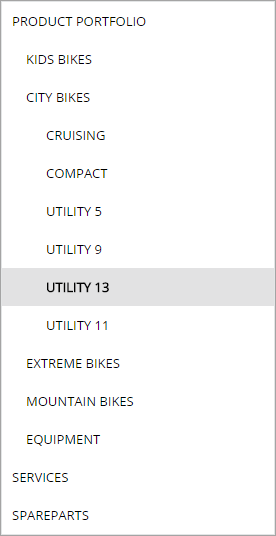 PRODUCT PORTFOLIO
KIDS BIKES
CITY BIKES
CRUISING
COMPACT
UTILITY 5
UTILITY 9
UTILITY 13
UTILITY 11
EXTREME BIKES
MOUNTAIN BIKES
EQUIPMENT
SERVICES
SPAREPARTS